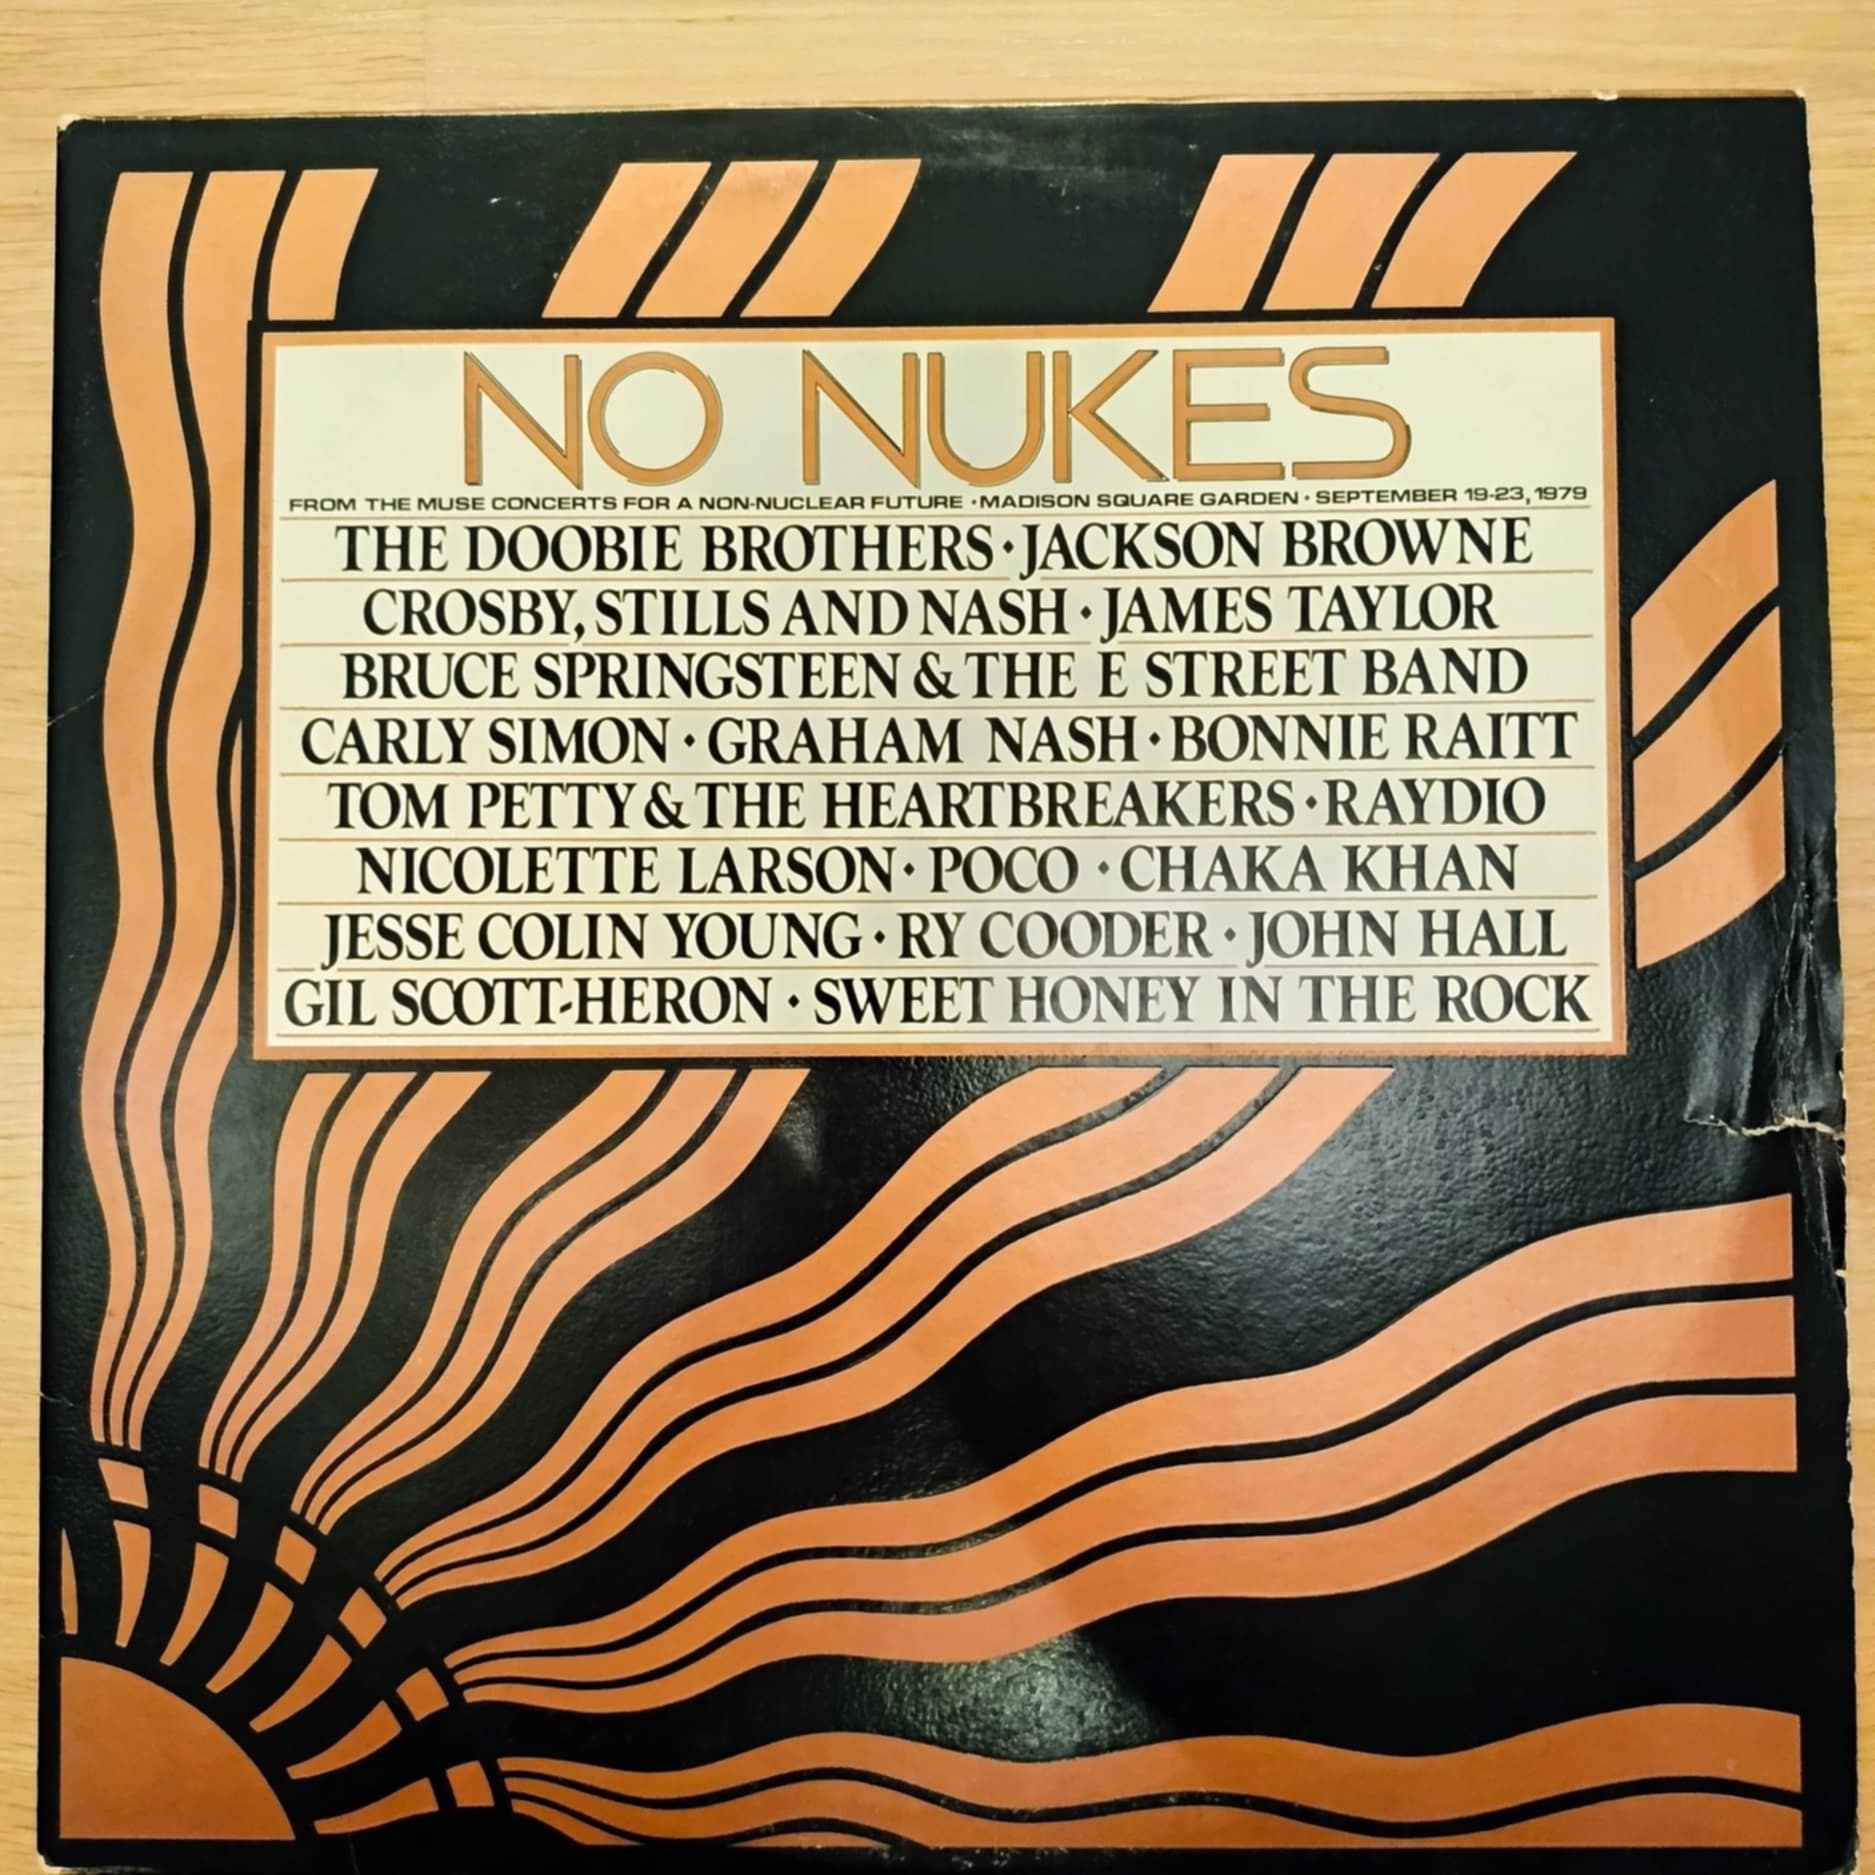 NO NUKES
FROM THE MUSE CONCERTS FOR A NON-NUCLEAR FUTURE • MADISON SQUARE GARDEN • SEPTEMBER 19-23, 1979
THE DOOBIE BROTHERS • JACKSON BROWNE
CROSBY, STILLS AND NASH • JAMES TAYLOR
BRUCE SPRINGSTEEN & THE E STREET BAND
CARLY SIMON • GRAHAM NASH • BONNIE RAITT
TOM PETTY & THE HEARTBREAKERS • RAYDIO
NICOLETTE LARSON • POCO • CHAKA KHAN
JESSE COLIN YOUNG • RY COODER • JOHN HALL
GIL SCOTT-HERON • SWEET HONEY IN THE ROCK